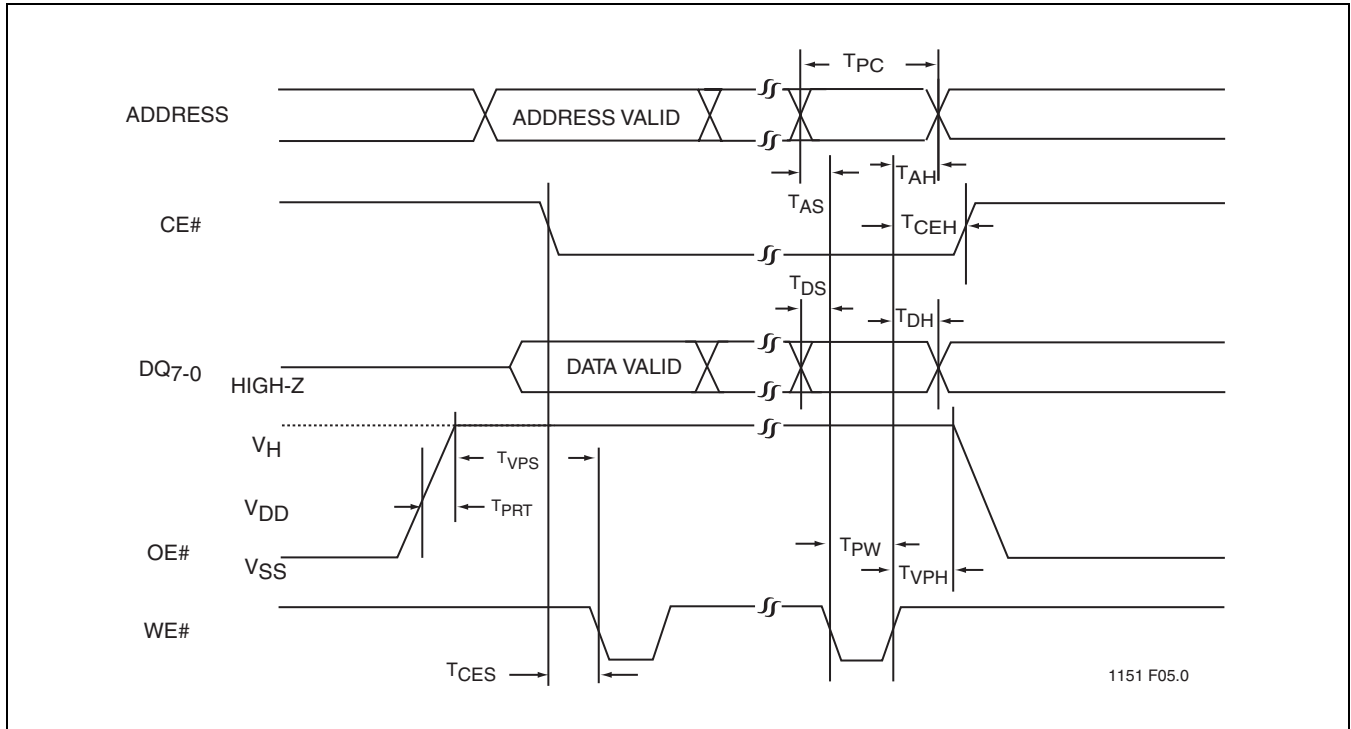 TPC
ADDRESS
ADDRESS VALID
TAH
TAS
CE#
TCEH
TDS
TDH
DQ7-0
HIGH-Z
DATA VALID
VH
TVPS
VDD
TPRT
OE#
VSS
TPW
TVPH
WE#
TCES
1151 F05.0